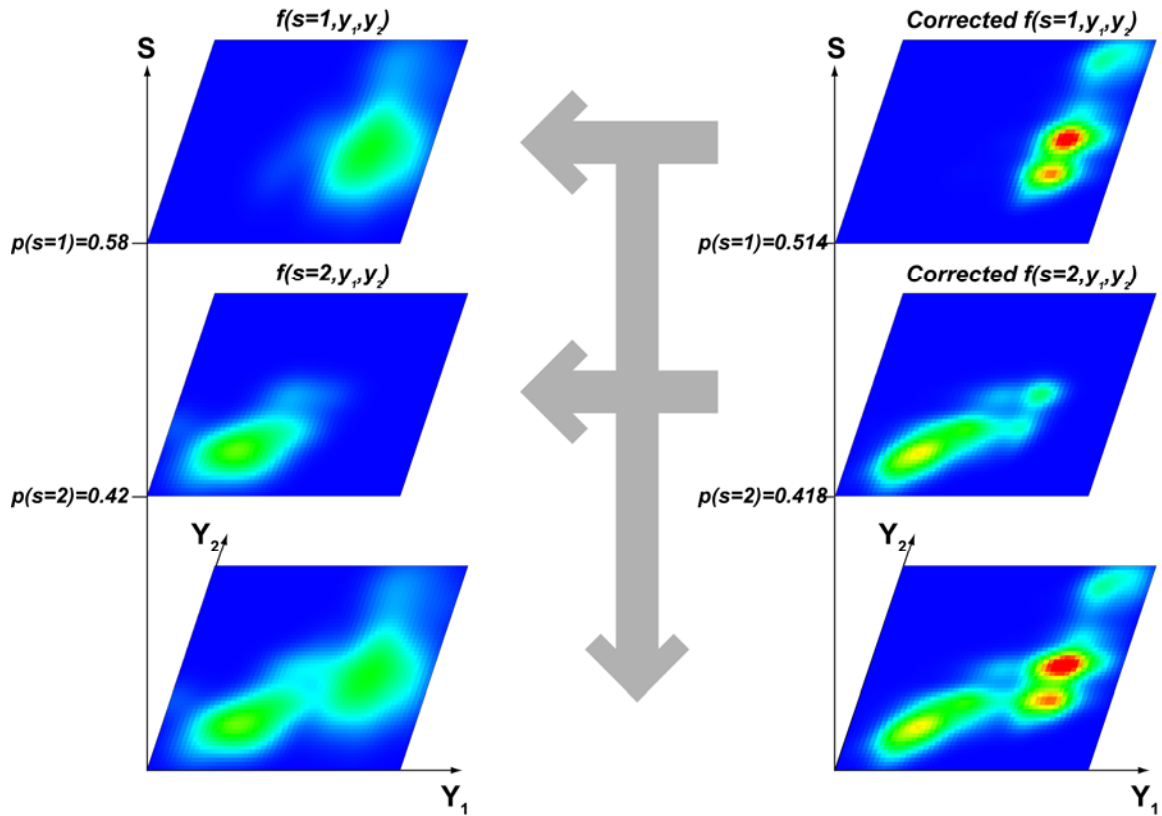 f(s=1,y₁,y₂)
S
p(s=1)=0.58
f(s=2,y₁,y₂)
p(s=2)=0.42
Y₂
Y₁
Corrected f(s=1,y₁,y₂)
S
p(s=1)=0.514
Corrected f(s=2,y₁,y₂)
p(s=2)=0.418
Y₂
Y₁